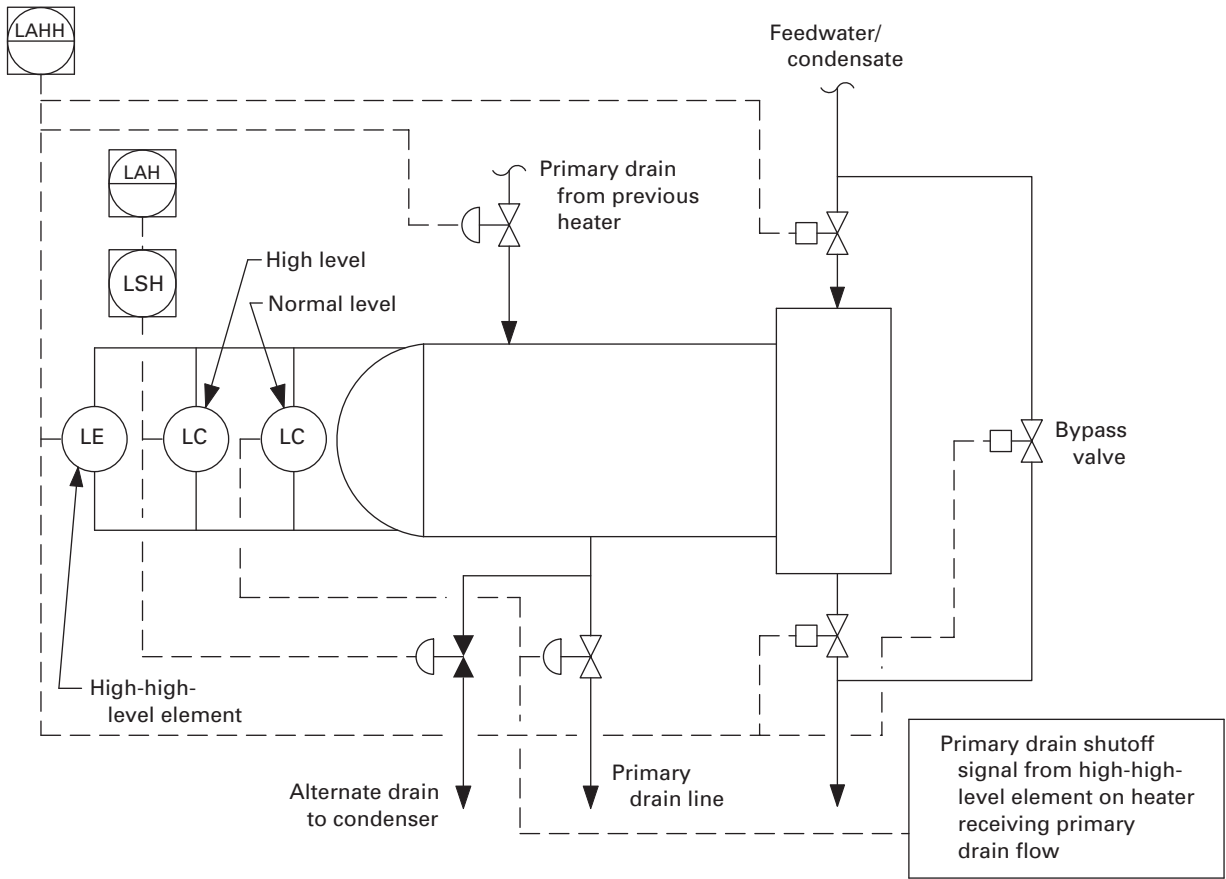 LAHH
Feedwater/
condensate
LAH
Primary drain
from previous
heater
LSH
High level
Normal level
LE
LC
LC
Bypass
valve
High-high-
level element
Alternate drain
to condenser
Primary
drain line
Primary drain shutoff
signal from high-high-
level element on heater
receiving primary
drain flow